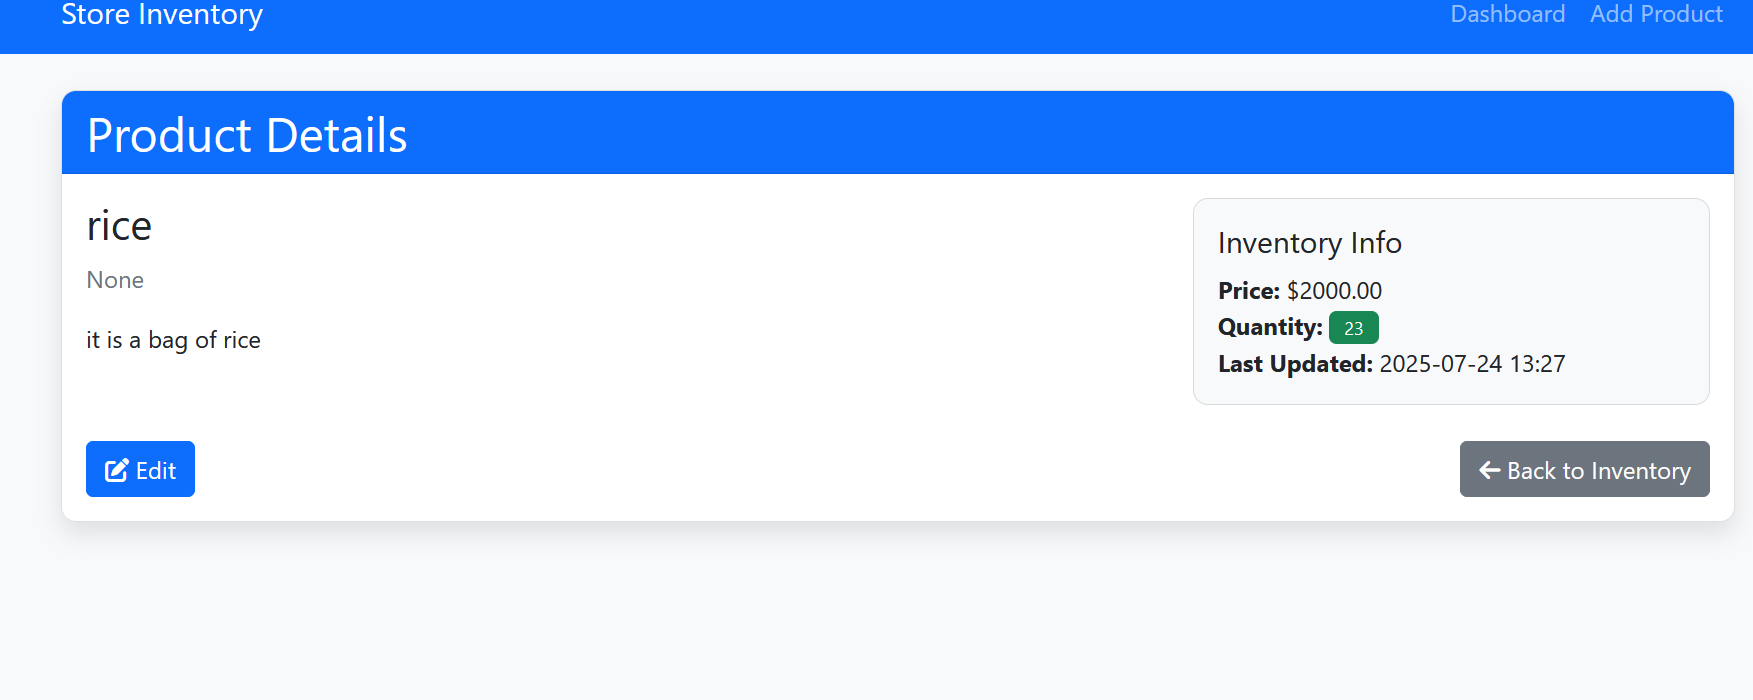 Store Inventory
Dashboard
Add Product
Product Details
rice
None
it is a bag of rice
Inventory Info
Price: $2000.00
Quantity: 23
Last Updated: 2025-07-24 13:27
Edit
Back to Inventory